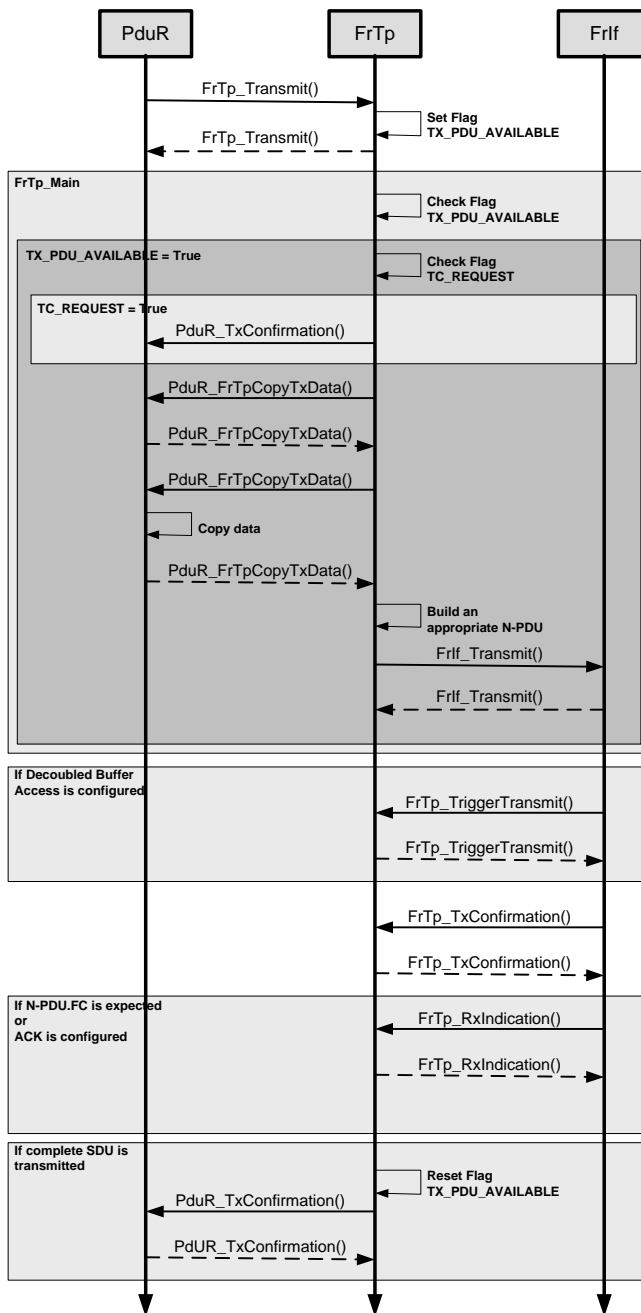 PduR
FrTp
FrIf
FrTp_Transmit()
Set Flag
TX_PDU_AVAILABLE
FrTp_Transmit()
FrTp_Main
Check Flag
TX_PDU_AVAILABLE
TX_PDU_AVAILABLE = True
Check Flag
TC_REQUEST
TC_REQUEST = True
PduR_TxConfirmation()
PduR_FrTpCopyTxData()
PduR_FrTpCopyTxData()
PduR_FrTpCopyTxData()
Copy data
PduR_FrTpCopyTxData()
Build an
appropriate N-PDU
FrIf_Transmit()
FrIf_Transmit()
If Decoubled Buffer
Access is configured
FrTp_TriggerTransmit()
FrTp_TriggerTransmit()
FrTp_TxConfirmation()
FrTp_TxConfirmation()
If N-PDU.FC is expected
or
ACK is configured
FrTp_RxIndication()
FrTp_RxIndication()
If complete SDU is
transmitted
Reset Flag
TX_PDU_AVAILABLE
PduR_TxConfirmation()
PdUR_TxConfirmation()